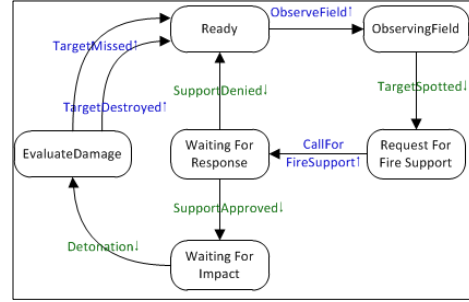 ObserveField↑
Ready
ObservingField
TargetMissed↑
TargetDestroyed↑
SupportDenied↓
TargetSpotted↓
EvaluateDamage
Waiting For
Response
CallFor
FireSupport↑
Request For
Fire Support
SupportApproved↓
Detonation↓
Waiting For
Impact